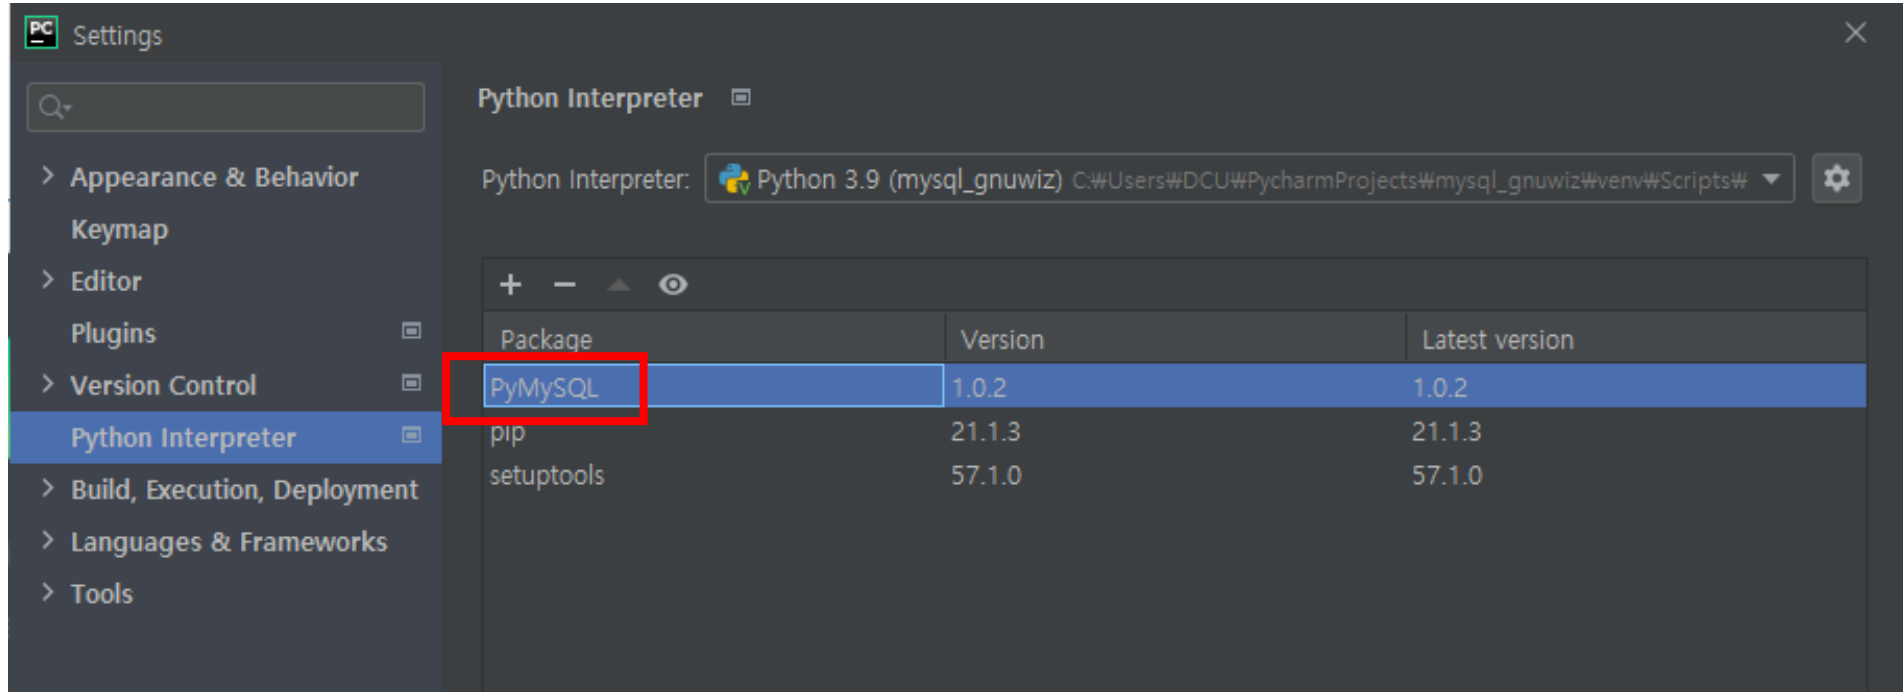 PC Settings
Python Interpreter
Python Interpreter: Python 3.9 (mysql_gnuwiz) C:₩Users₩DCU₩PycharmProjects₩mysql_gnuwiz₩venv₩Scripts₩
Appearance & Behavior
Keymap
Editor
Plugins
Version Control
Python Interpreter
Build, Execution, Deployment
Languages & Frameworks
Tools
Package Version Latest version
PyMySQL 1.0.2 1.0.2
pip 21.1.3 21.1.3
setuptools 57.1.0 57.1.0